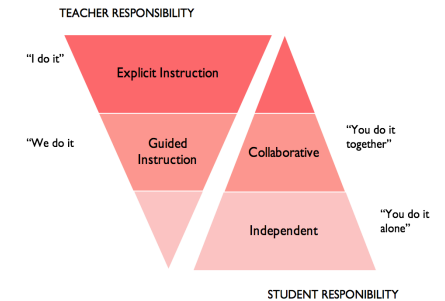 TEACHER RESPONSIBILITY
“I do it”
Explicit Instruction
“We do it
Guided
Instruction
Collaborative
“You do it
together”
Independent
“You do it
alone”
STUDENT RESPONIBILITY